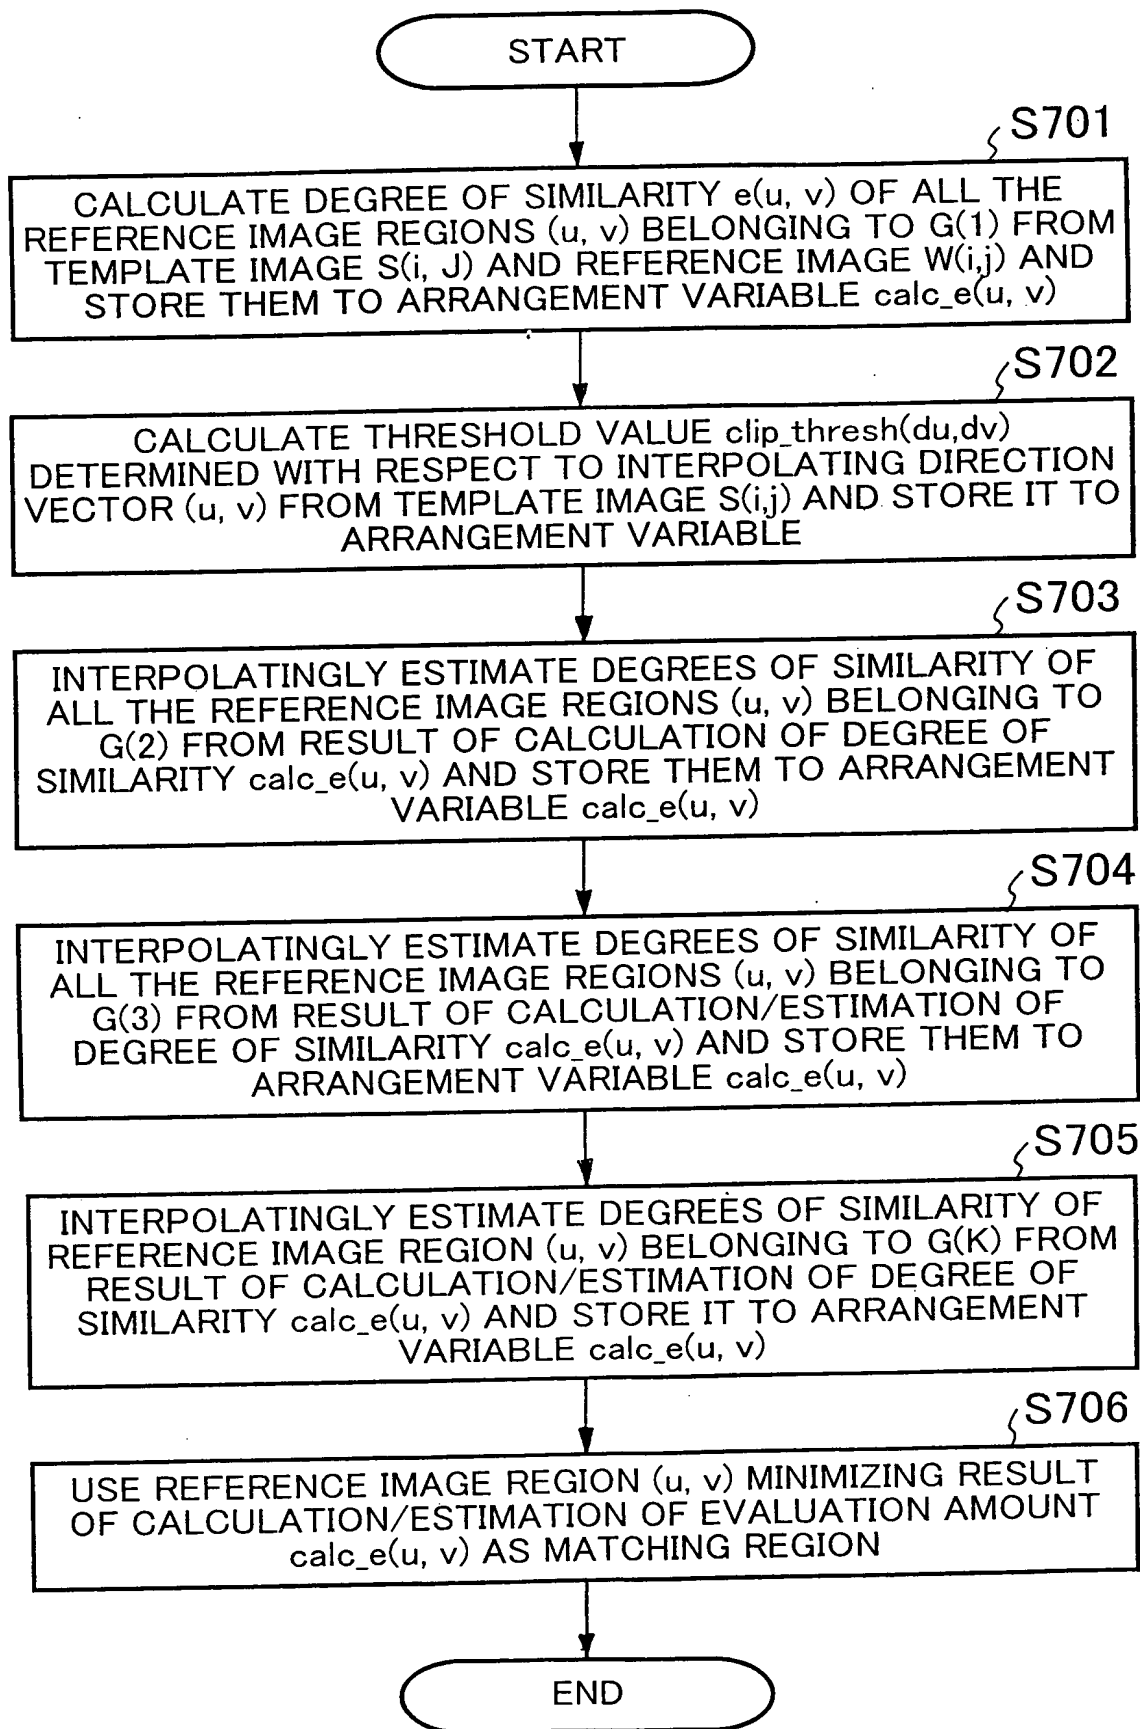 START
S701
CALCULATE DEGREE OF SIMILARITY e(u, v) OF ALL THE
REFERENCE IMAGE REGIONS (u, v) BELONGING TO G(1) FROM
TEMPLATE IMAGE S(i, J) AND REFERENCE IMAGE W(i,j) AND
STORE THEM TO ARRANGEMENT VARIABLE calc_e(u, v)
S702
CALCULATE THRESHOLD VALUE clip_thresh(du,dv)
DETERMINED WITH RESPECT TO INTERPOLATING DIRECTION
VECTOR (u, v) FROM TEMPLATE IMAGE S(i,j) AND STORE IT TO
ARRANGEMENT VARIABLE
S703
INTERPOLATINGLY ESTIMATE DEGREES OF SIMILARITY OF
ALL THE REFERENCE IMAGE REGIONS (u, v) BELONGING TO
G(2) FROM RESULT OF CALCULATION OF DEGREE OF
SIMILARITY calc_e(u, v) AND STORE THEM TO ARRANGEMENT
VARIABLE calc_e(u, v)
S704
INTERPOLATINGLY ESTIMATE DEGREES OF SIMILARITY OF
ALL THE REFERENCE IMAGE REGIONS (u, v) BELONGING TO
G(3) FROM RESULT OF CALCULATION/ESTIMATION OF
DEGREE OF SIMILARITY calc_e(u, v) AND STORE THEM TO
ARRANGEMENT VARIABLE calc_e(u, v)
S705
INTERPOLATINGLY ESTIMATE DEGREES OF SIMILARITY OF
REFERENCE IMAGE REGION (u, v) BELONGING TO G(K) FROM
RESULT OF CALCULATION/ESTIMATION OF DEGREE OF
SIMILARITY calc_e(u, v) AND STORE IT TO ARRANGEMENT
VARIABLE calc_e(u, v)
S706
USE REFERENCE IMAGE REGION (u, v) MINIMIZING RESULT
OF CALCULATION/ESTIMATION OF EVALUATION AMOUNT
calc_e(u, v) AS MATCHING REGION
END